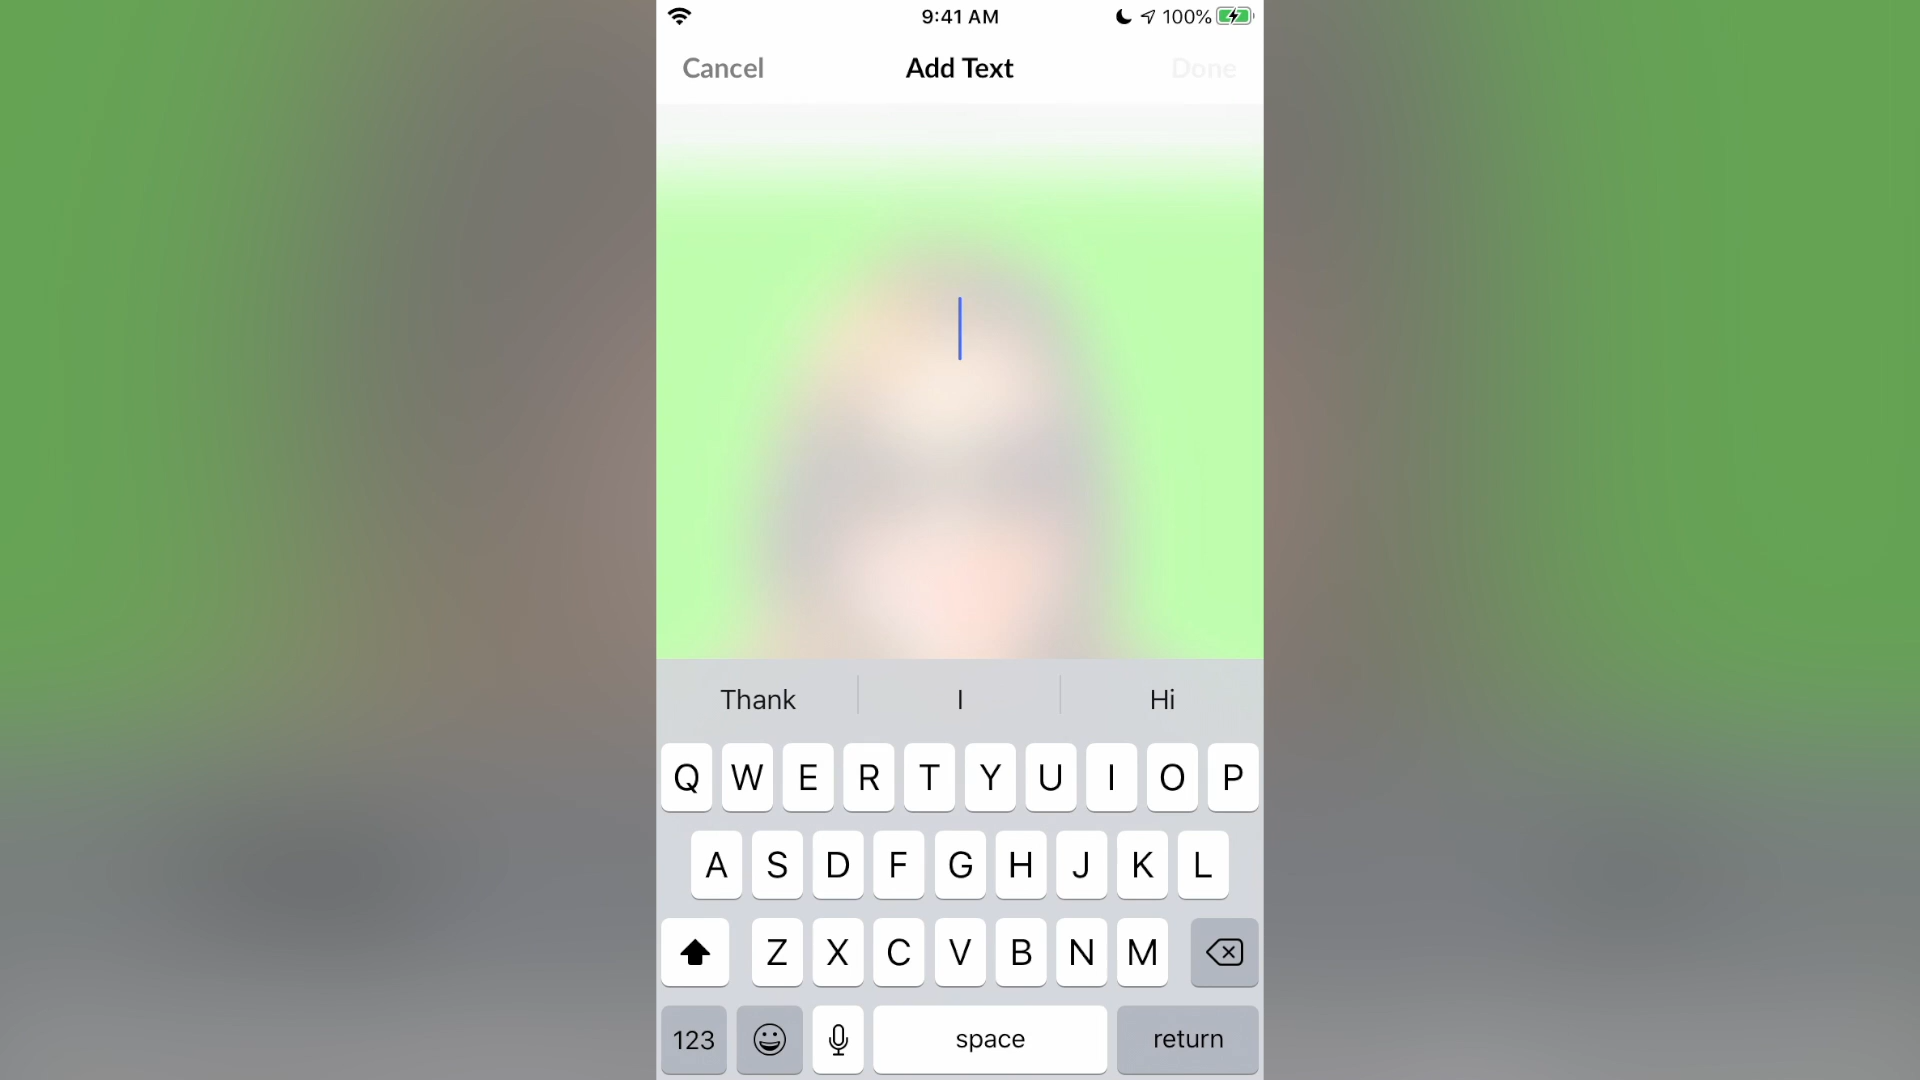 9:41 AM 100%
Cancel Add Text Done
Thank I Hi
Q W E R T Y U I O P
A S D F G H J K L
Z X C V B N M
123 space return